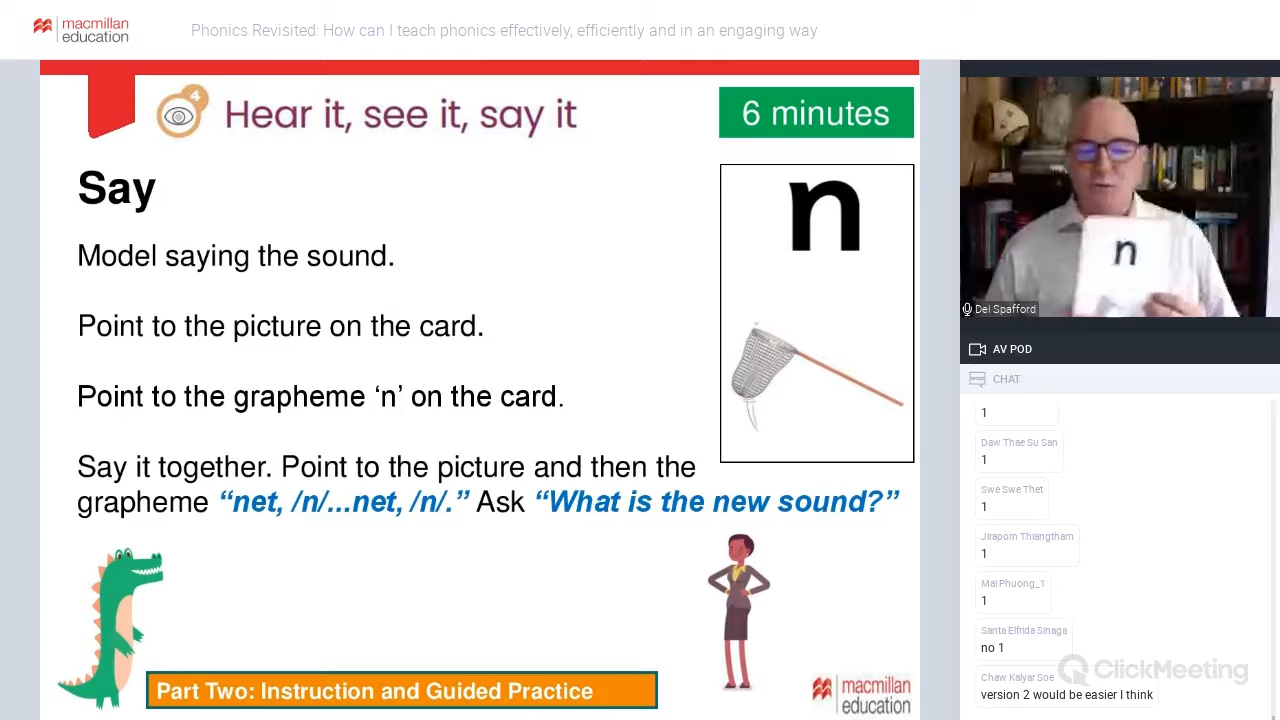 macmillan
education
Phonics Revisited: How can I teach phonics effectively, efficiently and in an engaging way
4
Hear it, see it, say it
6 minutes
Say
Model saying the sound.
Point to the picture on the card.
Point to the grapheme ‘n’ on the card.
Say it together. Point to the picture and then the
grapheme “net, /n/...net, /n/.” Ask “What is the new sound?”
n
Part Two: Instruction and Guided Practice
macmillan
education
n
Del Spafford
AV POD
CHAT
1
Daw Thae Su San
1
Swe Swe Thet
1
Jiraporn Thiangtham
1
Mai Phuong_1
1
Santa Elfrida Sinaga
no 1
Chaw Kalyar Soe
version 2 would be easier I think
ClickMeeting